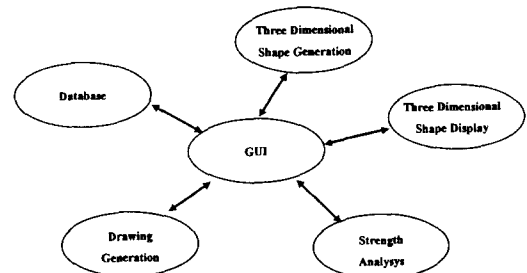 Three Dimensional
Shape Generation
Database
Three Dimensional
Shape Display
GUI
Drawing
Generation
Strength
Analysys